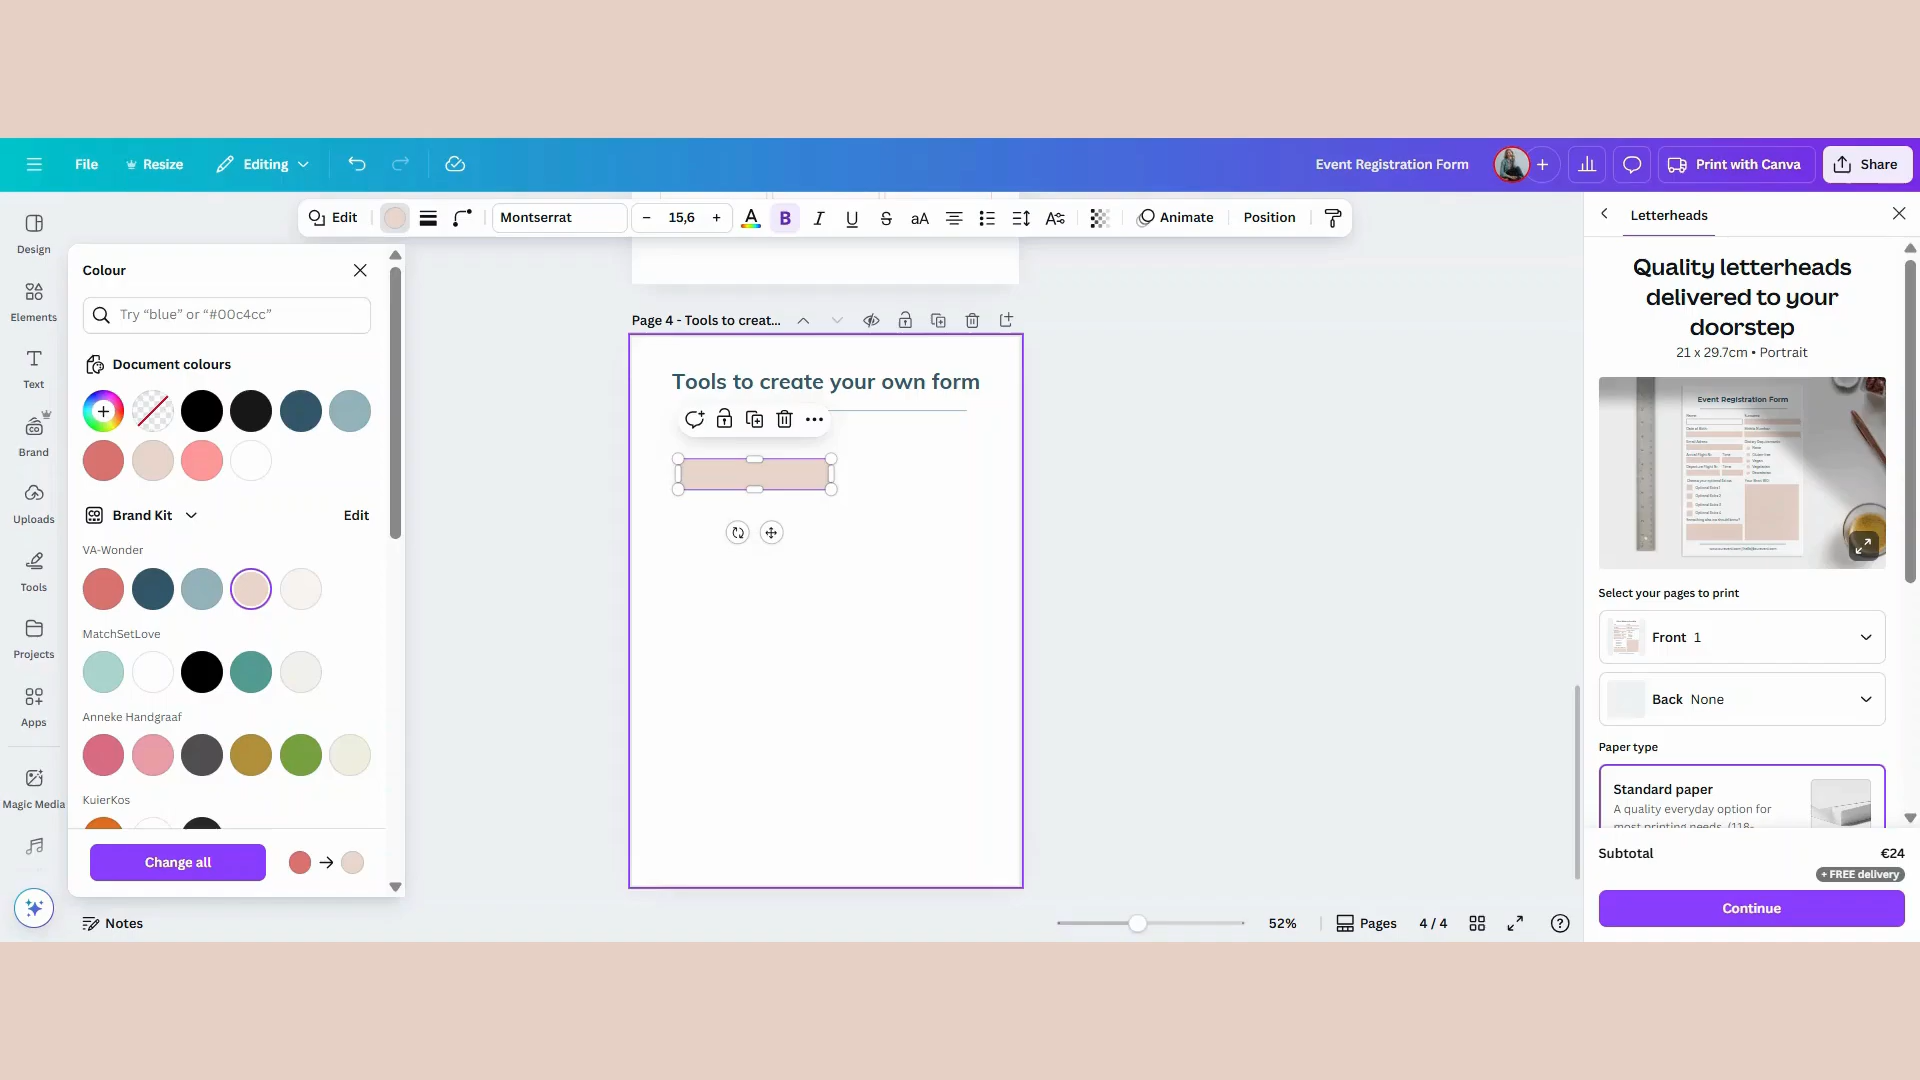 File
Resize
Editing
Event Registration Form
Print with Canva
Share
Edit
Montserrat
– 15,6 +
A
B
I
U
S
aA
Animate
Position
Design
Elements
Text
Brand
Uploads
Tools
Projects
Apps
Magic Media
Colour
Try “blue” or “#00c4cc”
Document colours
Brand Kit
Edit
VA-Wonder
MatchSetLove
Anneke Handgraaf
KuierKos
Change all
Notes
Page 4 - Tools to creat...
Tools to create your own form
52%
Pages
4 / 4
Letterheads
Quality letterheads
delivered to your
doorstep
21 x 29.7cm • Portrait
Event Registration Form
Select your pages to print
Front 1
Back None
Paper type
Standard paper
A quality everyday option for
most printing needs. (118-
Subtotal
€24
+ FREE delivery
Continue